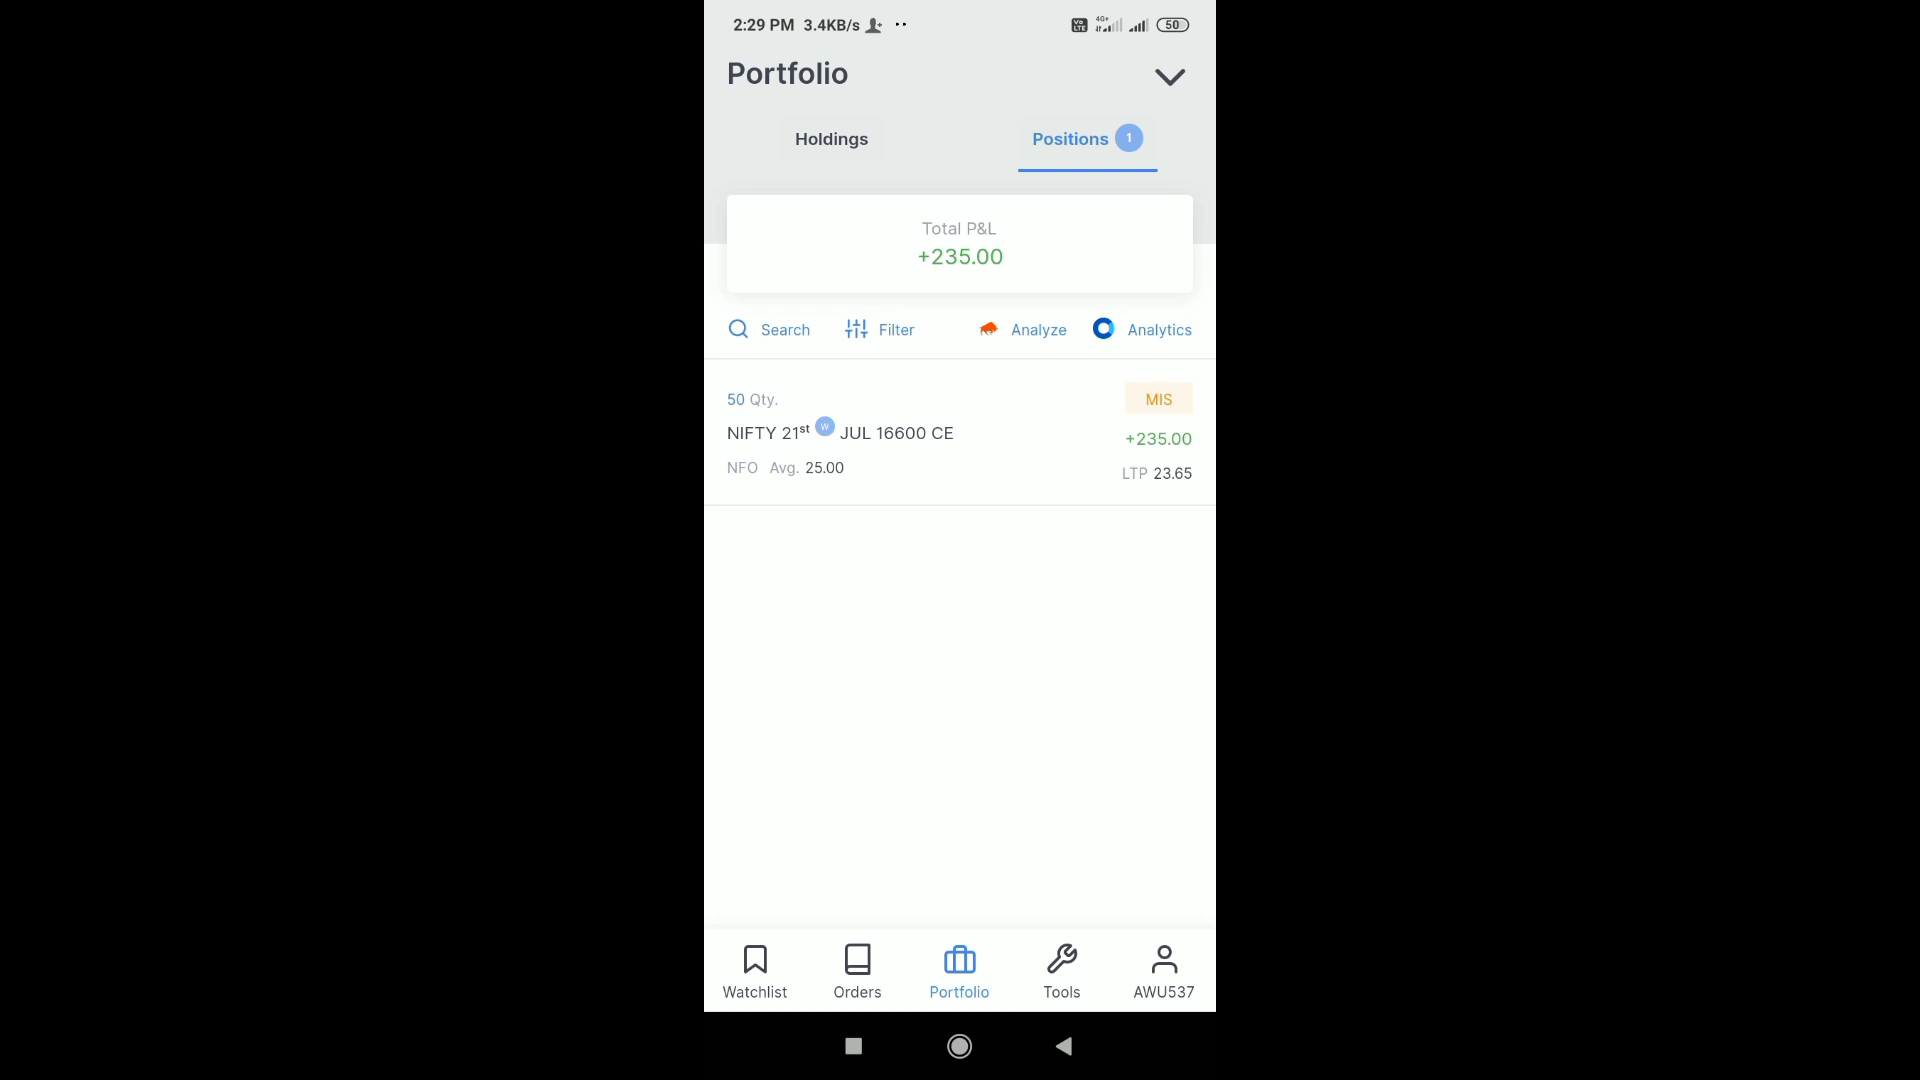 2:29 PM 3.4KB/s VoLTE 4G+ 50
Portfolio
Holdings Positions 1
Total P&L
+235.00
Search Filter Analyze Analytics
50 Qty. MIS
NIFTY 21st W JUL 16600 CE +235.00
NFO Avg. 25.00 LTP 23.65
Watchlist Orders Portfolio Tools AWU537